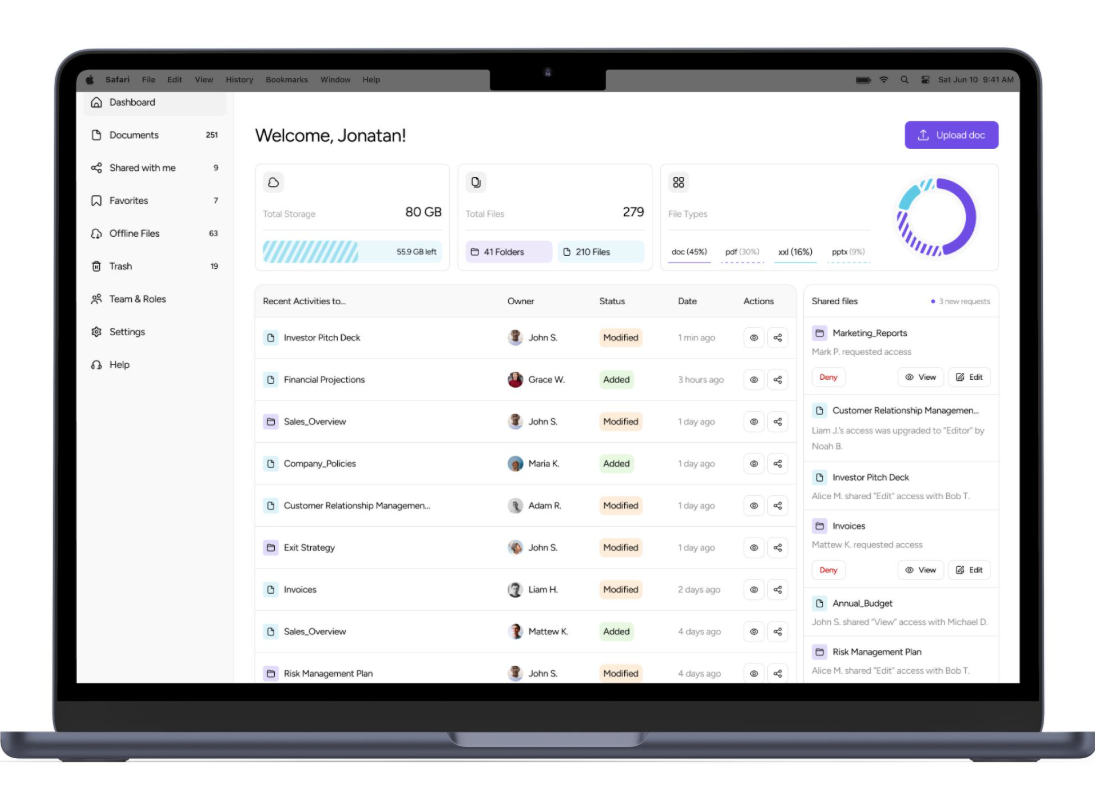 Safari File Edit View History Bookmarks Window Help Sat Jun 10 9:41 AM
Dashboard
Documents 251
Shared with me 9
Favorites 7
Offline Files 63
Trash 19
Team & Roles
Settings
Help
Welcome, Jonatan!
Upload doc
Total Storage 80 GB
55.9 GB left
Total Files 279
41 Folders 210 Files
File Types
doc (45%) pdf (30%) xxl (16%) pptx (9%)
Recent Activities to... Owner Status Date Actions
Investor Pitch Deck John S. Modified 1 min ago
Financial Projections Grace W. Added 3 hours ago
Sales_Overview John S. Modified 1 day ago
Company_Policies Maria K. Added 1 day ago
Customer Relationship Managemen... Adam R. Modified 1 day ago
Exit Strategy John S. Modified 1 day ago
Invoices Liam H. Modified 2 days ago
Sales_Overview Mattew K. Added 4 days ago
Risk Management Plan John S. Modified 4 days ago
Shared files 3 new requests
Marketing_Reports
Mark P. requested access
Deny View Edit
Customer Relationship Managemen...
Liam J.'s access was upgraded to "Editor" by
Noah B.
Investor Pitch Deck
Alice M. shared "Edit" access with Bob T.
Invoices
Mattew K. requested access
Deny View Edit
Annual_Budget
John S. shared "View" access with Michael D.
Risk Management Plan
Alice M. shared "Edit" access with Bob T.